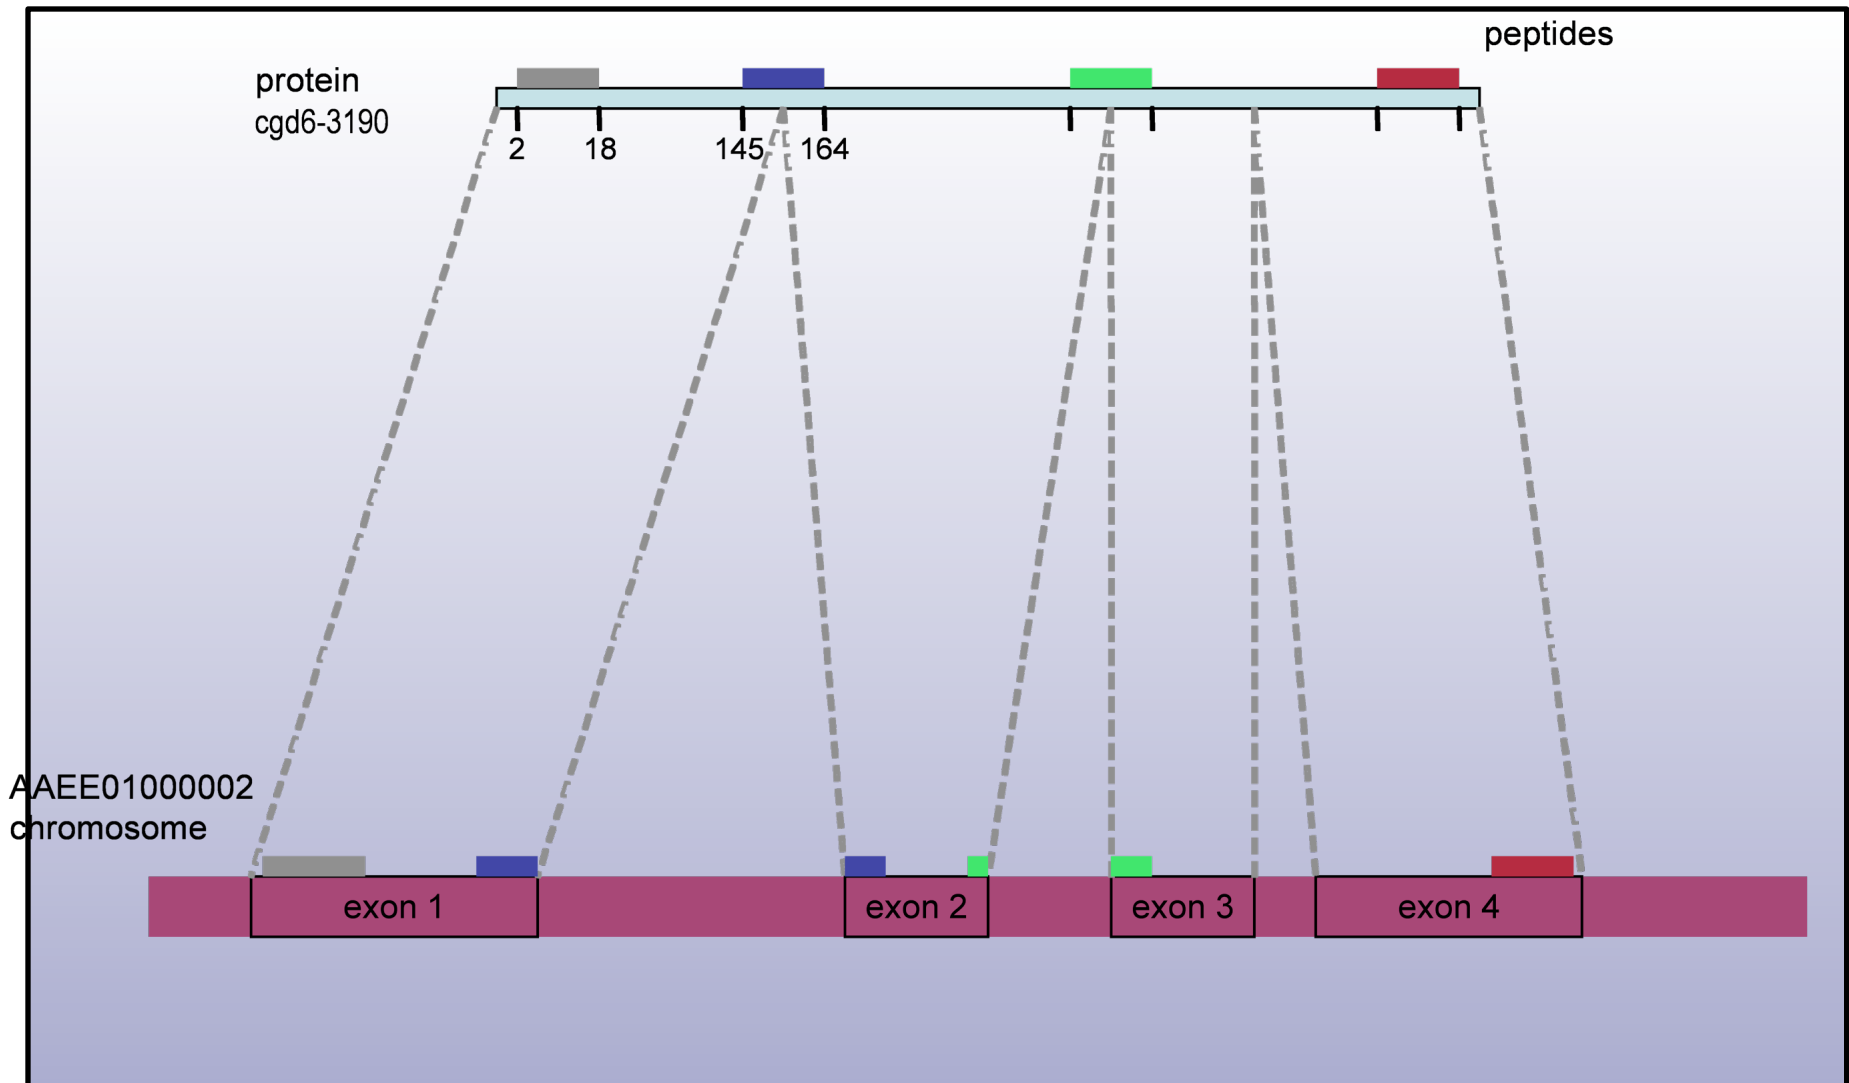 peptides
protein
cgd6-3190
2 18 145 164
AAEE01000002
chromosome
exon 1 exon 2 exon 3 exon 4